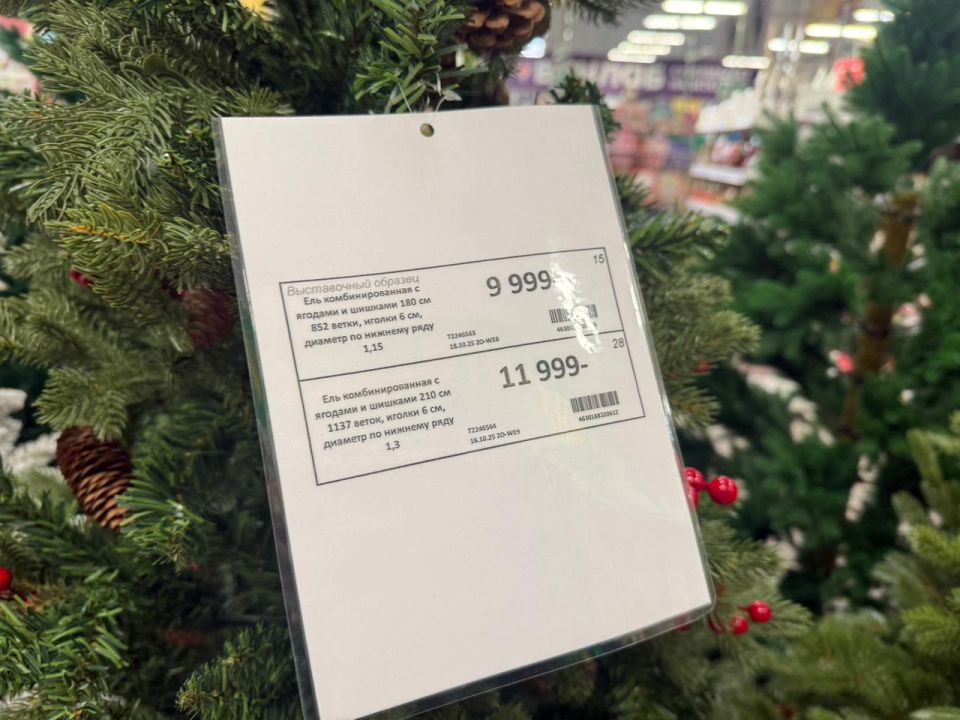 Выставочный образец
Ель комбинированная с
ягодами и шишками 180 см
852 ветки, иголки 6 см,
диаметр по нижнему ряду
1,15
9 999-
15
T2246563
18.10.25 ZO-WE8
Ель комбинированная с
ягодами и шишками 210 см
1137 веток, иголки 6 см,
диаметр по нижнему ряду
1,3
11 999-
28
T2246564
18.10.25 ZO-WE9
4630188320612